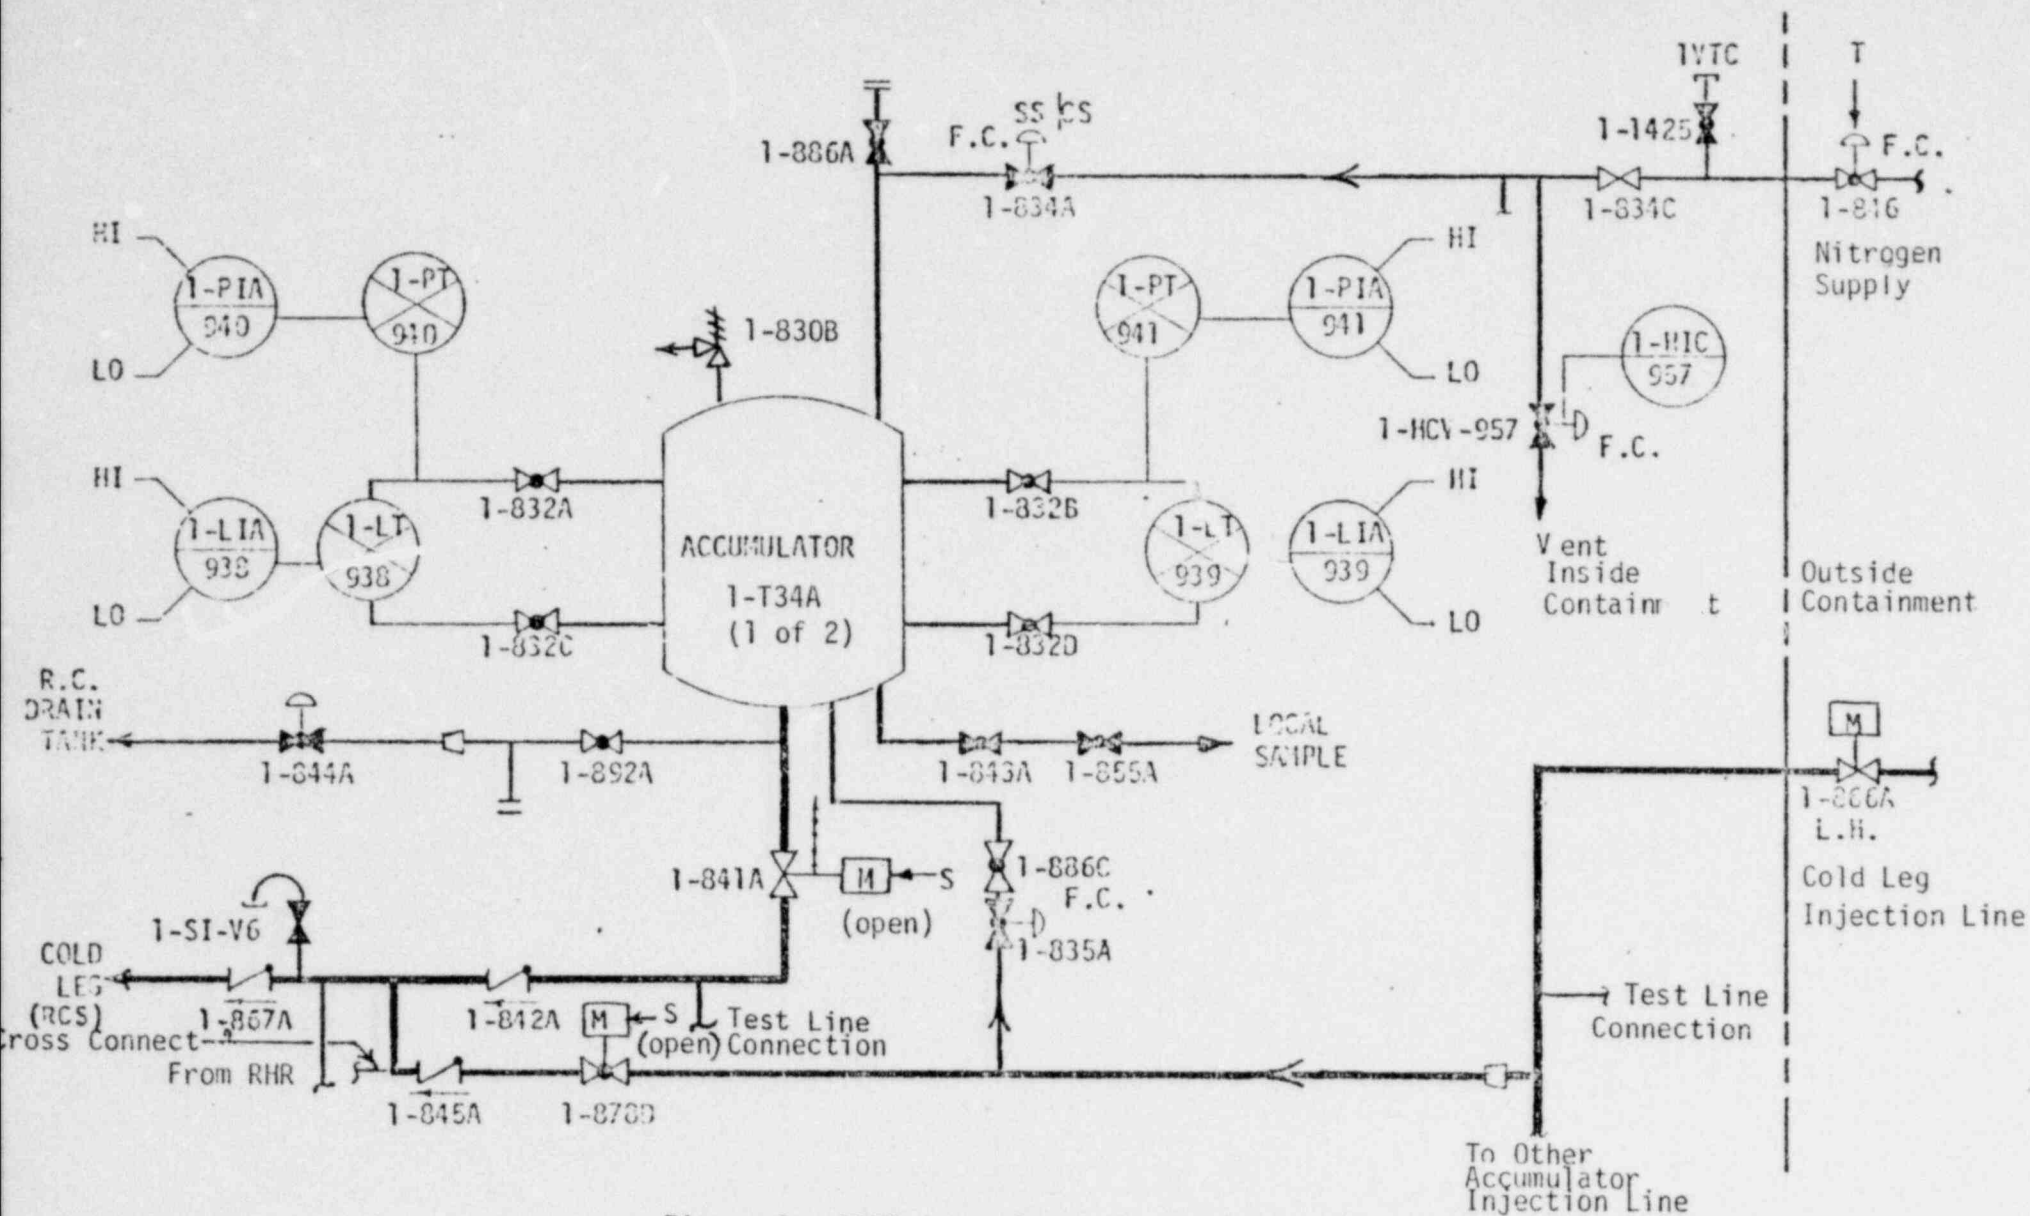 1VTC
T
SS CS
F.C.
1-1425
F.C.
1-886A
1-834A
1-834C
1-846
Nitrogen
Supply
HI
1-PIA
940
LO
1-PT
940
1-830B
1-PT
941
1-PIA
941
HI
LO
1-HIC
957
1-HCV-957
F.C.
HI
1-LIA
938
LO
1-LT
938
1-832A
1-832C
ACCUMULATOR
1-T34A
(1 of 2)
1-832B
1-832D
1-LT
939
1-LIA
939
HI
LO
Vent
Inside
Outside
Containment
R.C.
DRAIN
TANK
1-844A
1-892A
LOCAL
SAMPLE
1-855A
M
1-866A
L.H.
Cold Leg
Injection Line
1-841A
M
S
(open)
1-886C
F.C.
1-835A
1-SI-V6
COLD
LEG
(RCS)
1-867A
1-842A
M
S
(open)
Test Line
Connection
Test Line
Connection
Cross Connect
From RHR
1-845A
1-878B
To Other
Accumulator
Injection Line